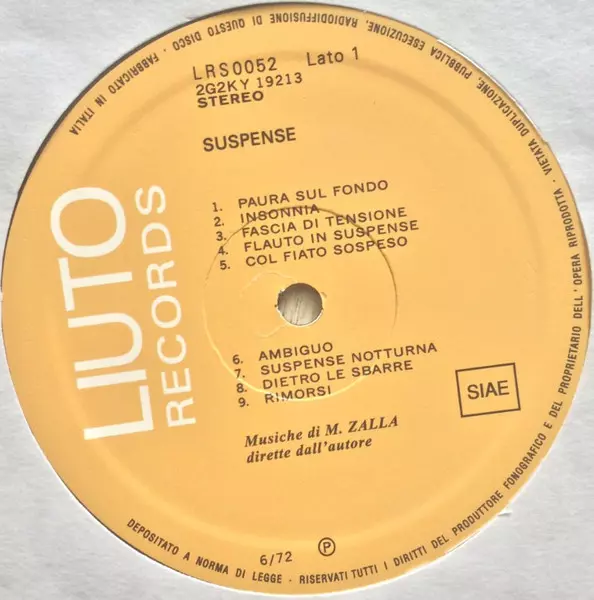 LRS0052 Lato 1
2G2KY 19213
STEREO
SUSPENSE
1. PAURA SUL FONDO
2. INSONNIA
3. FASCIA DI TENSIONE
4. FLAUTO IN SUSPENSE
5. COL FIATO SOSPESO
6. AMBIGUO
7. SUSPENSE NOTTURNA
8. DIETRO LE SBARRE
9. RIMORSI
Musiche di M. ZALLA
dirette dall'autore
SIAE
LIUTO
RECORDS
6/72 P
DEPOSITATO A NORMA DI LEGGE - RISERVATI TUTTI I DIRITTI DEL PRODUTTORE FONOGRAFICO E DEL PROPRIETARIO DELL'OPERA RIPRODOTTA - VIETATA DUPLICAZIONE, PUBBLICA ESECUZIONE, RADIODIFFUSIONE DI QUESTO DISCO - FABBRICATO IN ITALIA